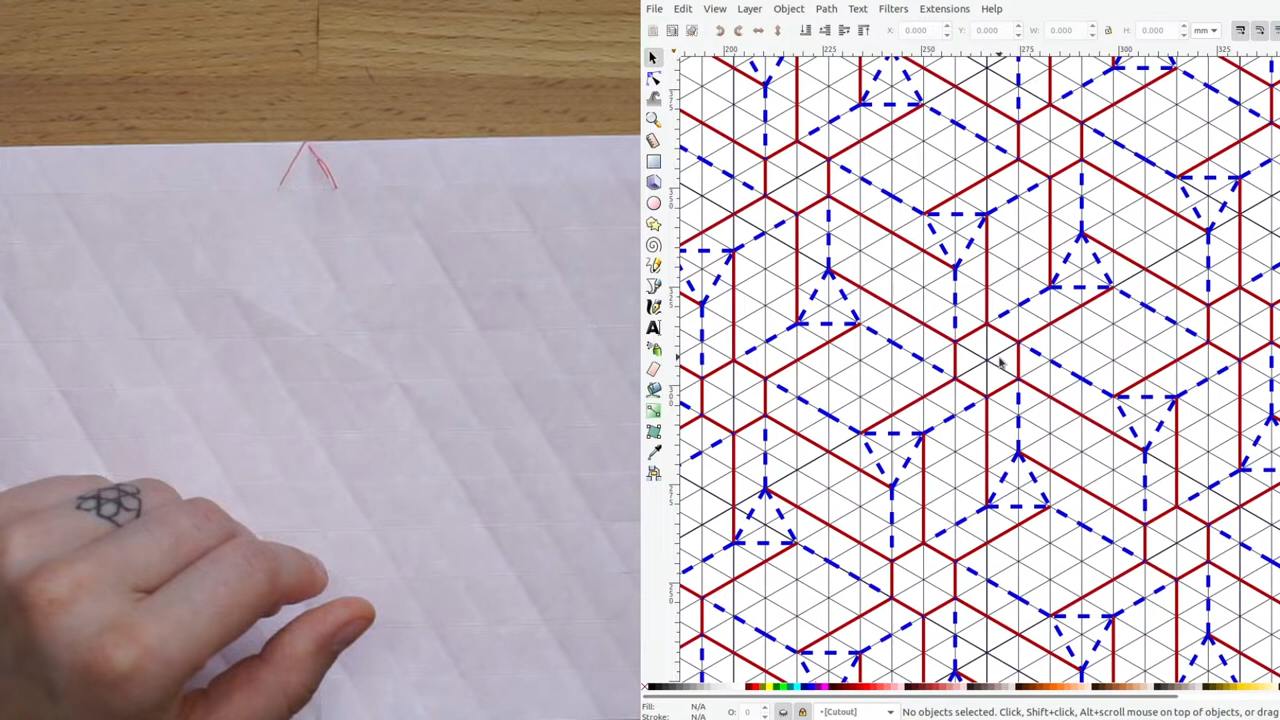 File Edit View Layer Object Path Text Filters Extensions Help
X: 0.000 Y: 0.000 W: 0.000 H: 0.000 mm
200 225 250 275 300 325
Fill: N/A
Stroke: N/A
O: 0
[Cutout]
No objects selected. Click, Shift+click, Alt+scroll mouse on top of objects, or drag